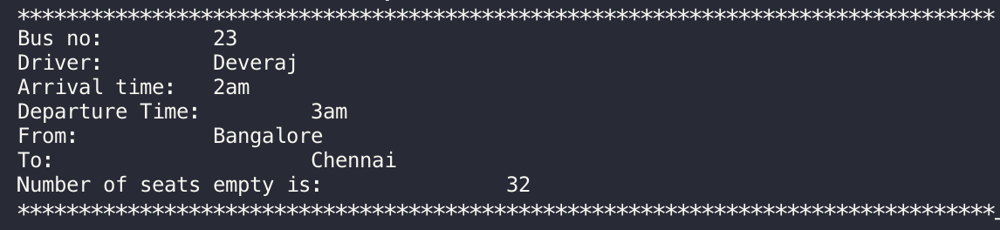 ********************************************************************************
Bus no:         23
Driver:         Deveraj
Arrival time:   2am
Departure Time:         3am
From:           Bangalore
To:                     Chennai
Number of seats empty is:               32
********************************************************************************_